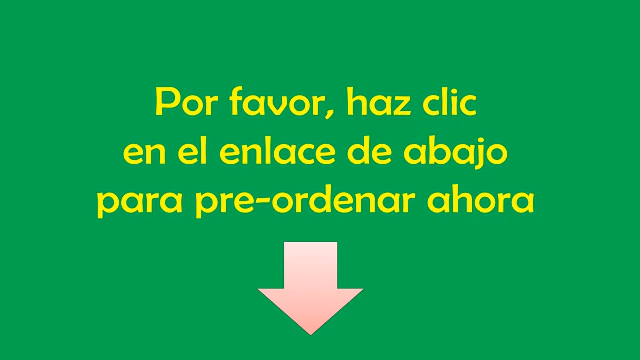 Por favor, haz clic
en el enlace de abajo
para pre-ordenar ahora